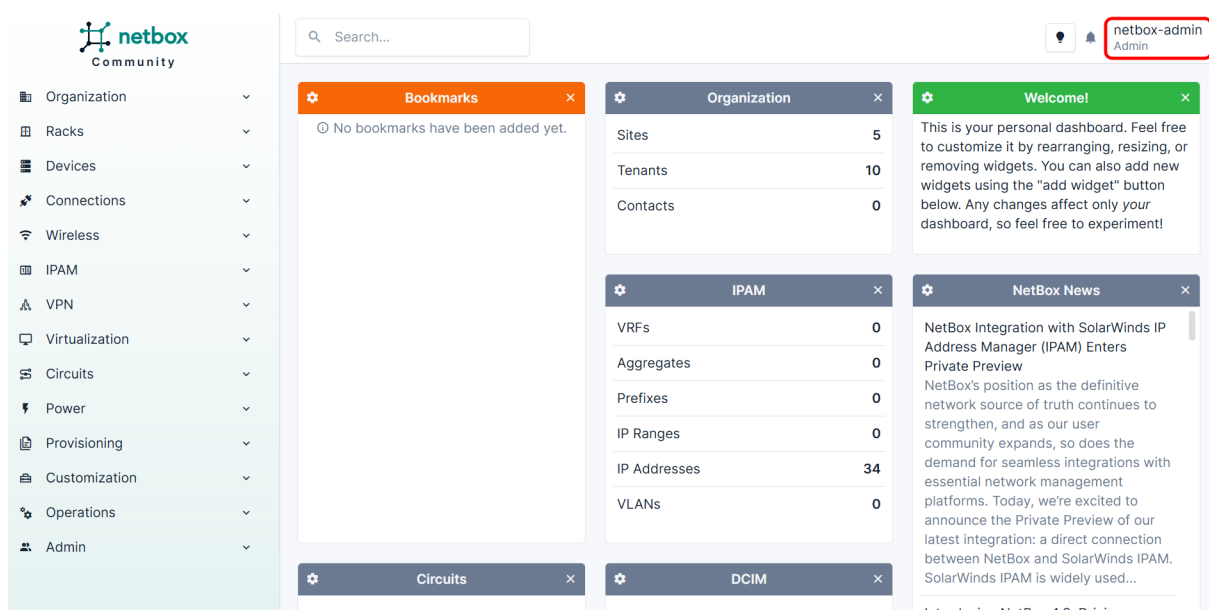 netbox
Community
Search...
netbox-admin
Admin
Organization
Racks
Devices
Connections
Wireless
IPAM
VPN
Virtualization
Circuits
Power
Provisioning
Customization
Operations
Admin
Bookmarks
No bookmarks have been added yet.
Organization
Sites 5
Tenants 10
Contacts 0
Welcome!
This is your personal dashboard. Feel free
to customize it by rearranging, resizing, or
removing widgets. You can also add new
widgets using the "add widget" button
below. Any changes affect only your
dashboard, so feel free to experiment!
IPAM
VRFs 0
Aggregates 0
Prefixes 0
IP Ranges 0
IP Addresses 34
VLANs 0
NetBox News
NetBox Integration with SolarWinds IP
Address Manager (IPAM) Enters
Private Preview
NetBox's position as the definitive
network source of truth continues to
strengthen, and as our user
community expands, so does the
demand for seamless integrations with
essential network management
platforms. Today, we're excited to
announce the Private Preview of our
latest integration: a direct connection
between NetBox and SolarWinds IPAM.
SolarWinds IPAM is widely used...
Circuits
DCIM